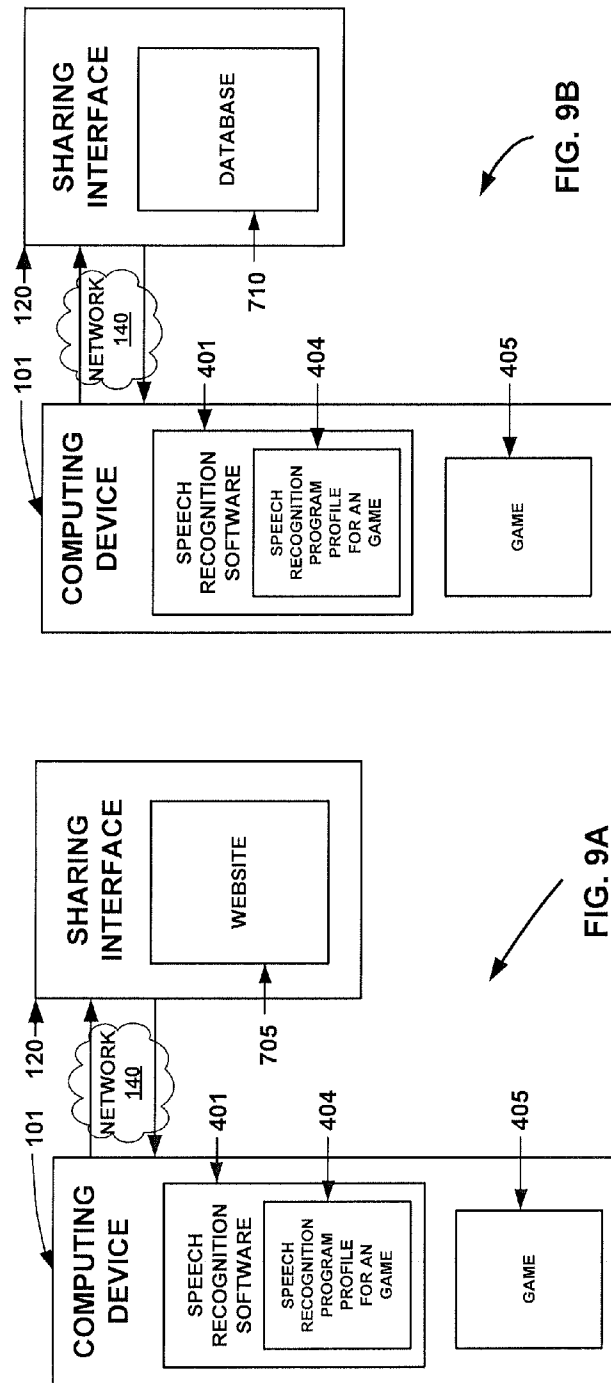 101
120
COMPUTING
DEVICE
NETWORK
140
SHARING
INTERFACE
SPEECH
RECOGNITION
SOFTWARE
401
SPEECH
RECOGNITION
PROGRAM
PROFILE
FOR AN
GAME
404
WEBSITE
705
GAME
405
FIG. 9A
101
120
COMPUTING
DEVICE
NETWORK
140
SHARING
INTERFACE
SPEECH
RECOGNITION
SOFTWARE
401
SPEECH
RECOGNITION
PROGRAM
PROFILE
FOR AN
GAME
404
DATABASE
710
GAME
405
FIG. 9B